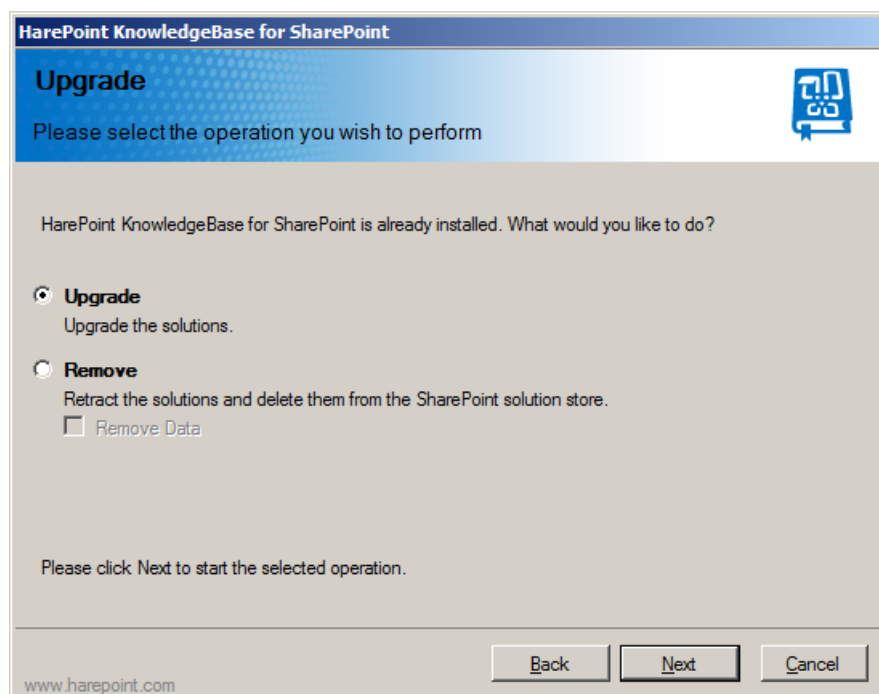 HarePoint KnowledgeBase for SharePoint
Upgrade
Please select the operation you wish to perform
HarePoint KnowledgeBase for SharePoint is already installed. What would you like to do?
Upgrade
Upgrade the solutions.
Remove
Retract the solutions and delete them from the SharePoint solution store.
Remove Data
Please click Next to start the selected operation.
Back Next Cancel
www.harepoint.com